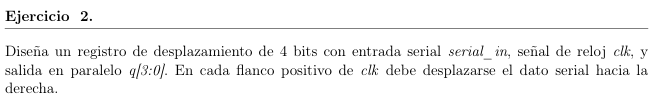 Ejercicio 2.
Diseña un registro de desplazamiento de 4 bits con entrada serial serial_in, señal de reloj clk, y
salida en paralelo q[3:0]. En cada flanco positivo de clk debe desplazarse el dato serial hacia la
derecha.